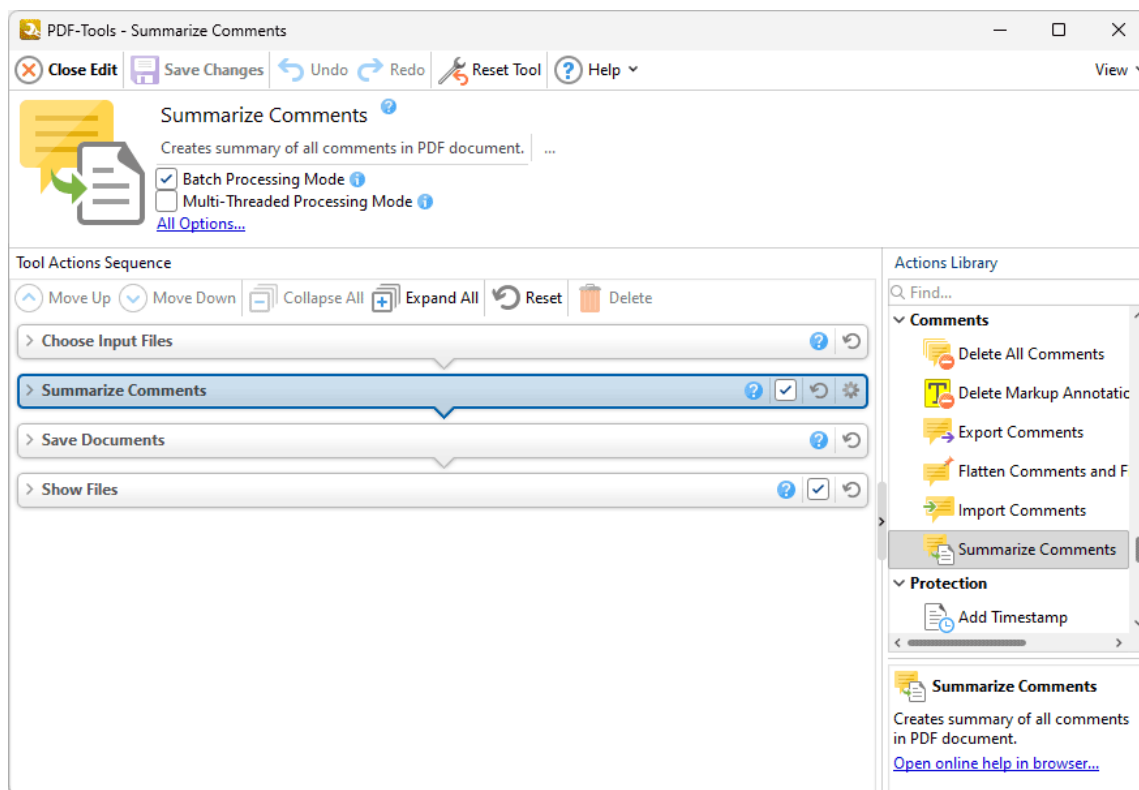 PDF-Tools - Summarize Comments
Close Edit Save Changes Undo Redo Reset Tool ? Help View
Summarize Comments ?
Creates summary of all comments in PDF document. ...
Batch Processing Mode i
Multi-Threaded Processing Mode i
All Options...
Tool Actions Sequence
Move Up Move Down Collapse All Expand All Reset Delete
Choose Input Files ?
Summarize Comments ?
Save Documents ?
Show Files ?
Actions Library
Find...
Comments
Delete All Comments
T Delete Markup Annotatio
Export Comments
Flatten Comments and F
Import Comments
Summarize Comments
Protection
Add Timestamp
Summarize Comments
Creates summary of all comments
in PDF document.
Open online help in browser...